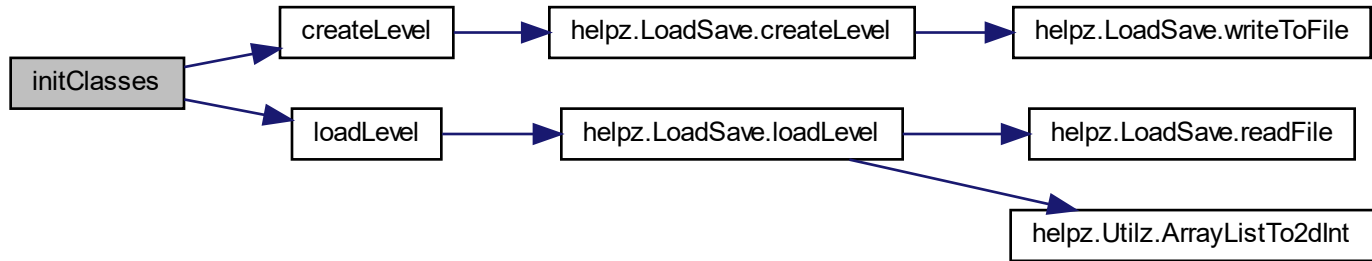 createLevel
helpz.LoadSave.createLevel
helpz.LoadSave.writeToFile
initClasses
loadLevel
helpz.LoadSave.loadLevel
helpz.LoadSave.readFile
helpz.Utilz.ArrayListTo2dInt